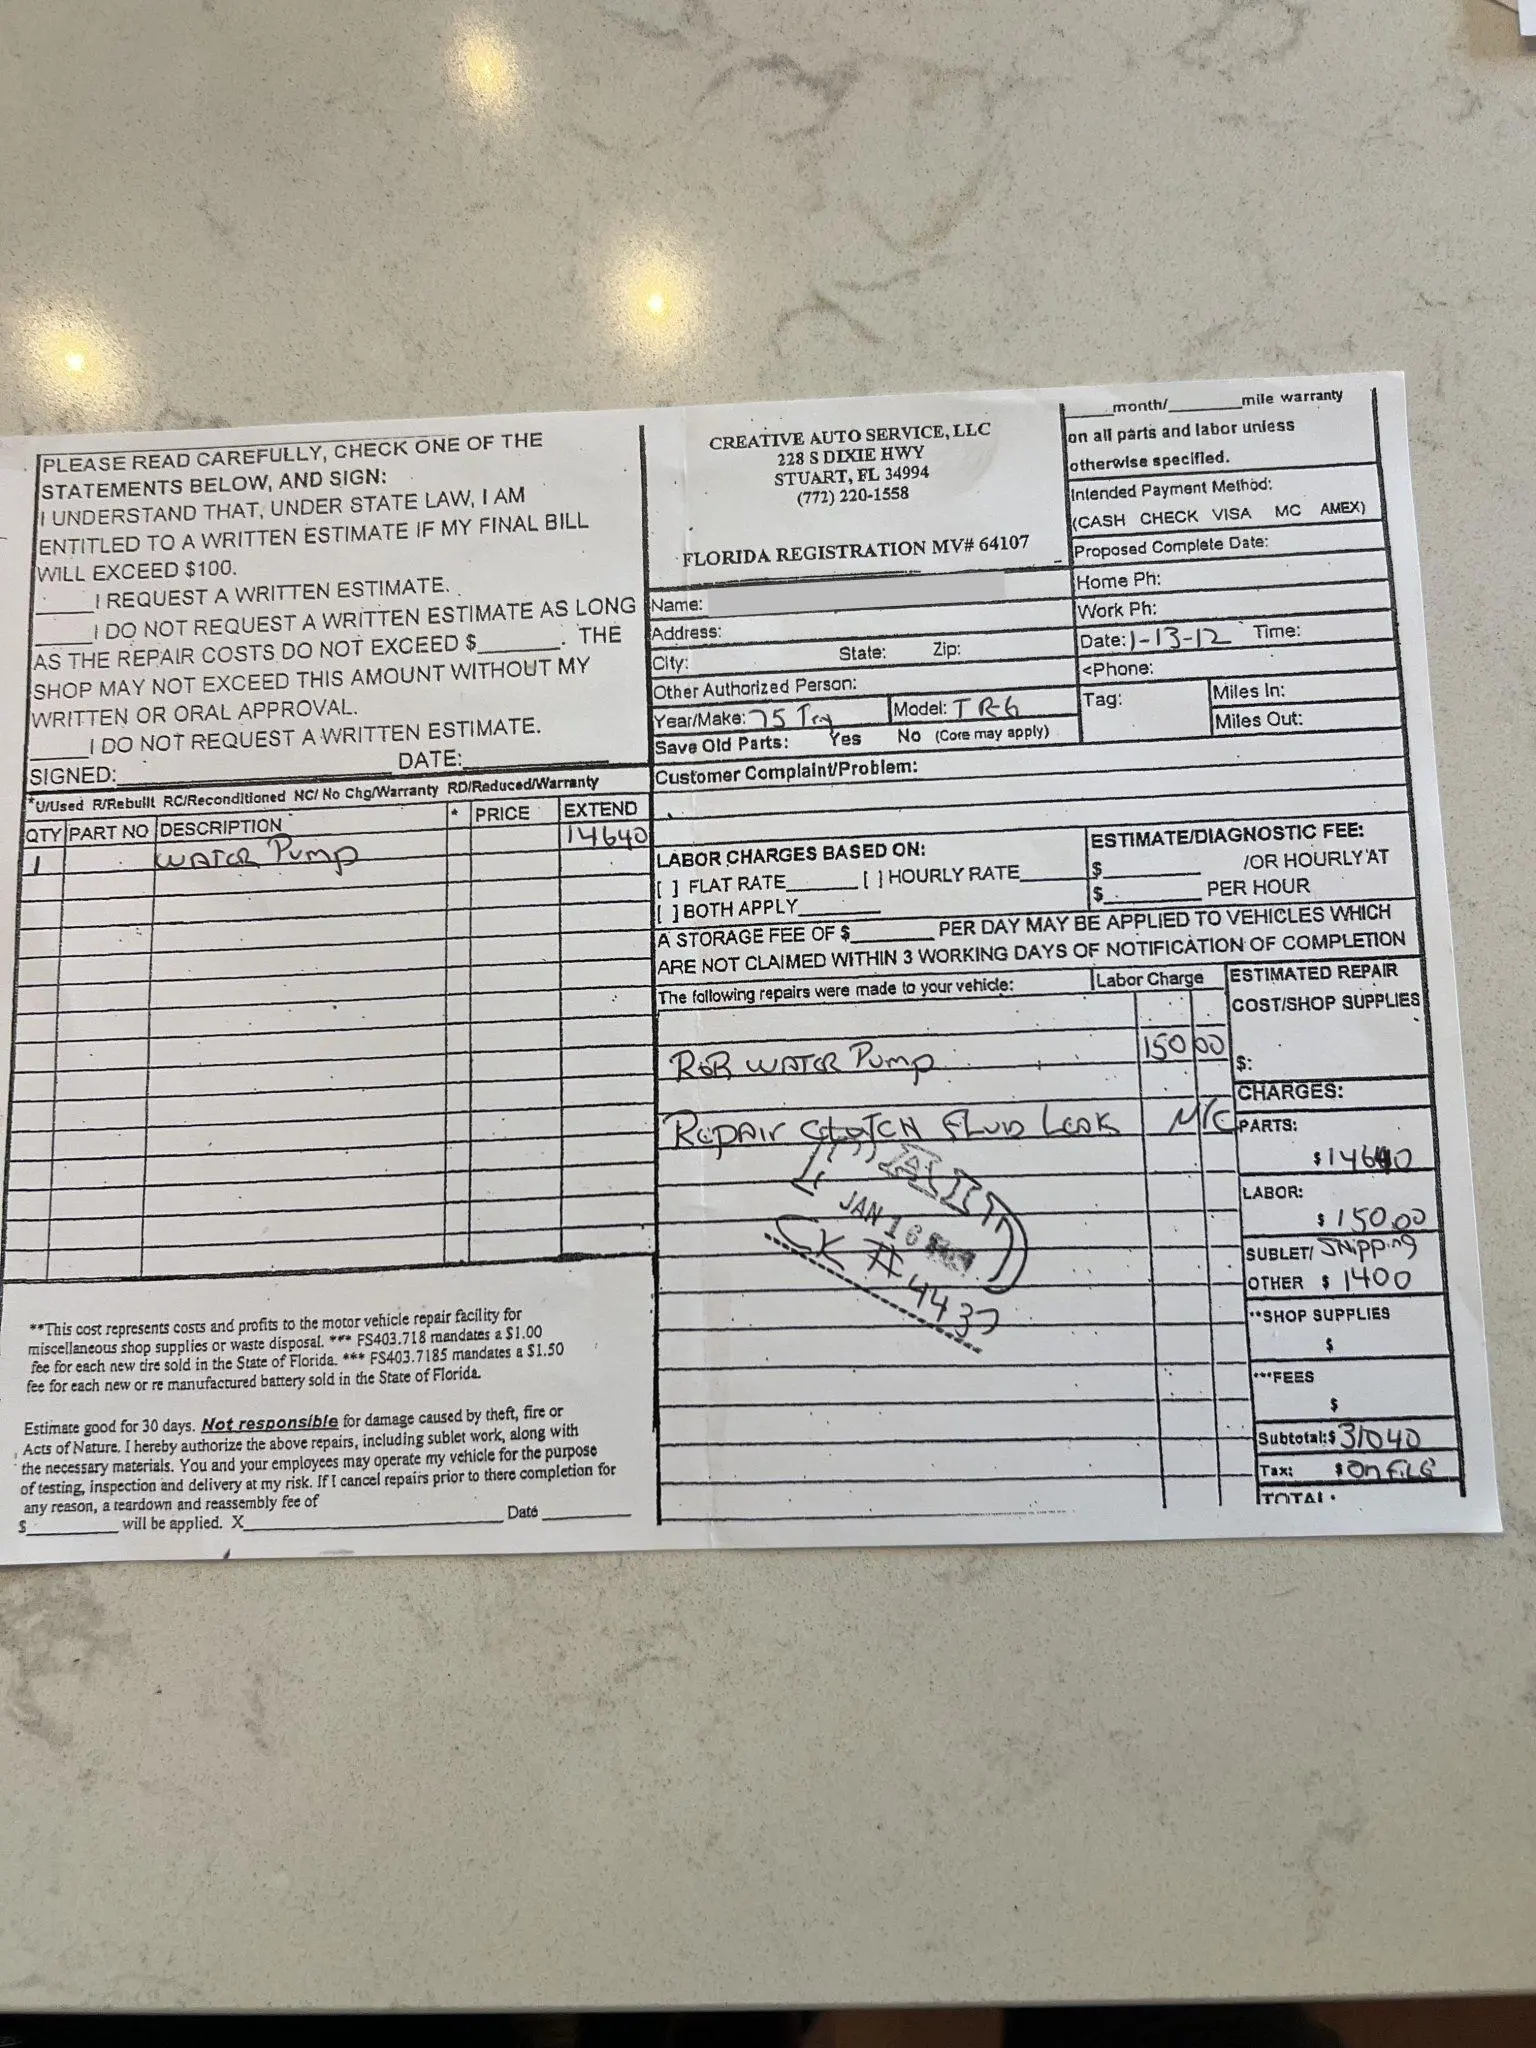 PLEASE READ CAREFULLY, CHECK ONE OF THE
STATEMENTS BELOW, AND SIGN:
I UNDERSTAND THAT, UNDER STATE LAW, I AM
ENTITLED TO A WRITTEN ESTIMATE IF MY FINAL BILL
WILL EXCEED $100.
____I REQUEST A WRITTEN ESTIMATE.
____I DO NOT REQUEST A WRITTEN ESTIMATE AS LONG
AS THE REPAIR COSTS DO NOT EXCEED $______. THE
SHOP MAY NOT EXCEED THIS AMOUNT WITHOUT MY
WRITTEN OR ORAL APPROVAL.
____I DO NOT REQUEST A WRITTEN ESTIMATE.
SIGNED:____________ DATE:________
*U/Used R/Rebuilt RC/Reconditioned NC/ No Chg/Warranty RD/Reduced/Warranty
QTY PART NO DESCRIPTION * PRICE EXTEND
1 WATER Pump 14640
**This cost represents costs and profits to the motor vehicle repair facility for
miscellaneous shop supplies or waste disposal. *** FS403.718 mandates a $1.00
fee for each new tire sold in the State of Florida. *** FS403.7185 mandates a $1.50
fee for each new or re manufactured battery sold in the State of Florida.
Estimate good for 30 days. Not responsible for damage caused by theft, fire or
Acts of Nature. I hereby authorize the above repairs, including sublet work, along with
the necessary materials. You and your employees may operate my vehicle for the purpose
of testing, inspection and delivery at my risk. If I cancel repairs prior to there completion for
any reason, a teardown and reassembly fee of
$ ________ will be applied. X____________________ Date ________
CREATIVE AUTO SERVICE, LLC
228 S DIXIE HWY
STUART, FL 34994
(772) 220-1558
FLORIDA REGISTRATION MV# 64107
____month/______mile warranty
on all parts and labor unless
otherwise specified.
Intended Payment Method:
(CASH CHECK VISA MC AMEX)
Proposed Complete Date:
Name:
Home Ph:
Address:
Work Ph:
City: State: Zip:
Date: 1-13-12 Time:
Other Authorized Person:
<Phone:
Year/Make: 75 Model: TR-6
Tag: Miles In:
Miles Out:
Save Old Parts: Yes No (Core may apply)
Customer Complaint/Problem:
LABOR CHARGES BASED ON:
[ ] FLAT RATE______ [ ] HOURLY RATE______
[ ] BOTH APPLY______
ESTIMATE/DIAGNOSTIC FEE:
$________ /OR HOURLY AT
$________ PER HOUR
A STORAGE FEE OF $______ PER DAY MAY BE APPLIED TO VEHICLES WHICH
ARE NOT CLAIMED WITHIN 3 WORKING DAYS OF NOTIFICATION OF COMPLETION
The following repairs were made to your vehicle: Labor Charge
R&R WATER Pump 150 00
REPAIR CLUTCH FLUID LEAK N/C
PAID
JAN 16
CK # 4437
ESTIMATED REPAIR
COST/SHOP SUPPLIES
$:
CHARGES:
PARTS:
$ 14640
LABOR:
$ 150.00
SUBLET/ SHIPPING
OTHER $ 1400
**SHOP SUPPLIES
$
***FEES
$
Subtotal:$ 31040
Tax: $ ON FILE
TOTAL: